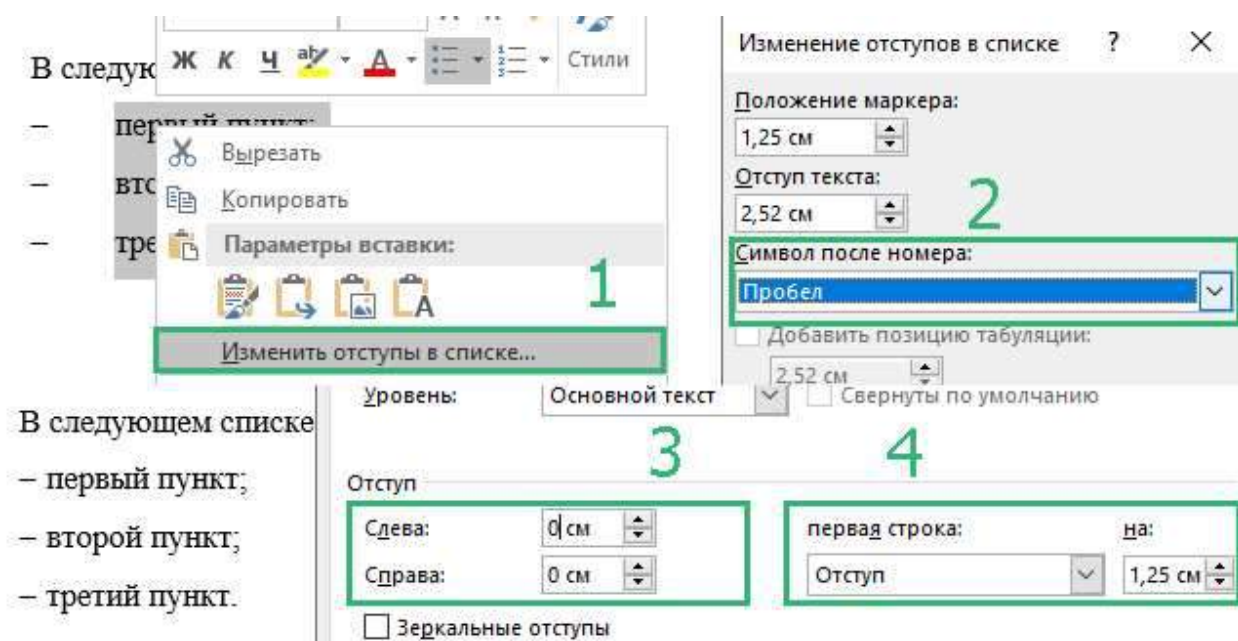 Ж К Ч ab А Стили
В следую
– первый пункт;
– вто
– тре
Вырезать
Копировать
Параметры вставки:
А
1
Изменить отступы в списке...
Изменение отступов в списке ? ×
Положение маркера:
1,25 см
Отступ текста:
2,52 см
2
Символ после номера:
Пробел
Добавить позицию табуляции:
2,52 см
В следующем списке
– первый пункт;
– второй пункт;
– третий пункт.
Уровень: Основной текст Свернуты по умолчанию
3
4
Отступ
Слева: 0 см
Справа: 0 см
первая строка: на:
Отступ 1,25 см
Зеркальные отступы